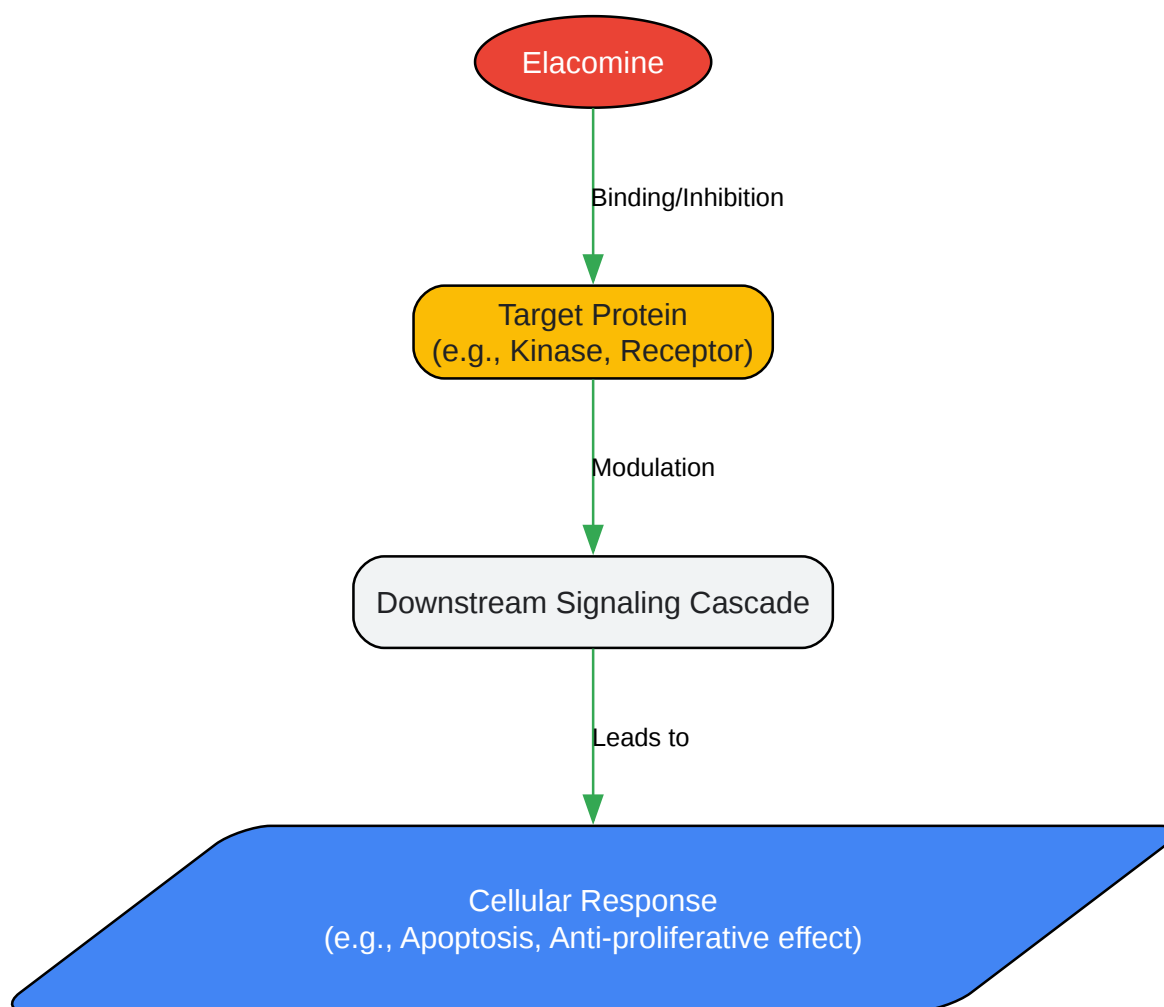 Elacomine
Binding/Inhibition
Target Protein
(e.g., Kinase, Receptor)
Modulation
Downstream Signaling Cascade
Leads to
Cellular Response
(e.g., Apoptosis, Anti-proliferative effect)